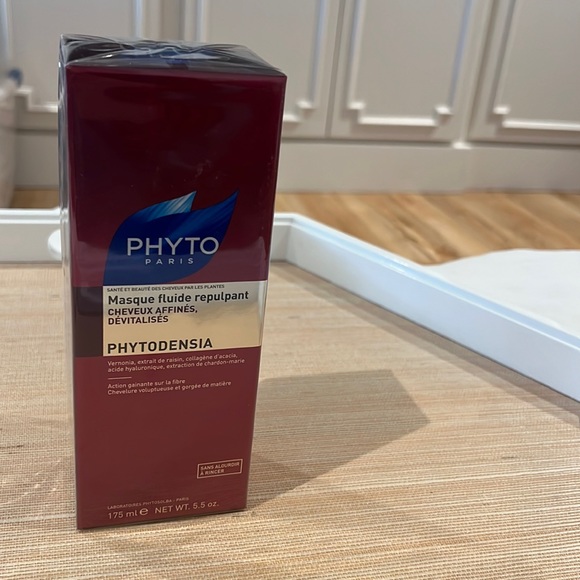 PHYTO
PARIS
SANTÉ ET BEAUTÉ DES CHEVEUX PAR LES PLANTES
Masque fluide repulpant
CHEVEUX AFFINÉS,
DÉVITALISÉS
PHYTODENSIA
Vernonia, extrait de raisin, collagène d'acacia,
acide hyaluronique, extraction de chardon-marie
Action gainante sur la fibre
Chevelure voluptueuse et gorgée de matière
SANS ALOURDIR
À RINCER
LABORATOIRES PHYTOSOLBA - PARIS
175 ml e NET WT. 5.5 oz.